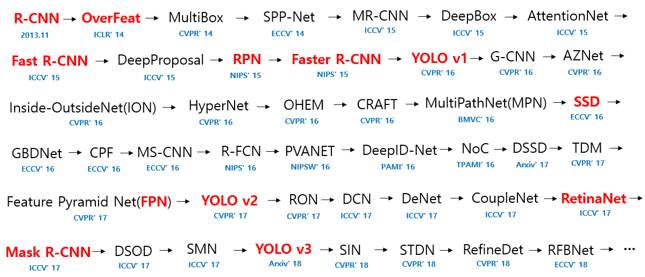 R-CNN → OverFeat → MultiBox → SPP-Net → MR-CNN → DeepBox → AttentionNet →
2013.11 ICLR' 14 CVPR' 14 ECCV' 14 ICCV' 15 ICCV' 15 ICCV' 15
Fast R-CNN → DeepProposal → RPN → Faster R-CNN → YOLO v1 → G-CNN → AZNet →
ICCV' 15 ICCV' 15 NIPS' 15 NIPS' 15 CVPR' 16 CVPR' 16 CVPR' 16
Inside-OutsideNet(ION) → HyperNet → OHEM → CRAFT → MultiPathNet(MPN) → SSD →
CVPR' 16 CVPR' 16 CVPR' 16 CVPR' 16 BMVC' 16 ECCV' 16
GBDNet → CPF → MS-CNN → R-FCN → PVANET → DeepID-Net → NoC → DSSD → TDM →
ECCV' 16 ECCV' 16 ECCV' 16 NIPS' 16 NIPSW' 16 PAMI' 16 TPAMI' 16 Arxiv' 17 CVPR' 17
Feature Pyramid Net(FPN) → YOLO v2 → RON → DCN → DeNet → CoupleNet → RetinaNet →
CVPR' 17 CVPR' 17 CVPR' 17 ICCV' 17 ICCV' 17 ICCV' 17 ICCV' 17
Mask R-CNN → DSOD → SMN → YOLO v3 → SIN → STDN → RefineDet → RFBNet → ···
ICCV' 17 ICCV' 17 ICCV' 17 Arxiv' 18 CVPR' 18 CVPR' 18 CVPR' 18 ECCV' 18